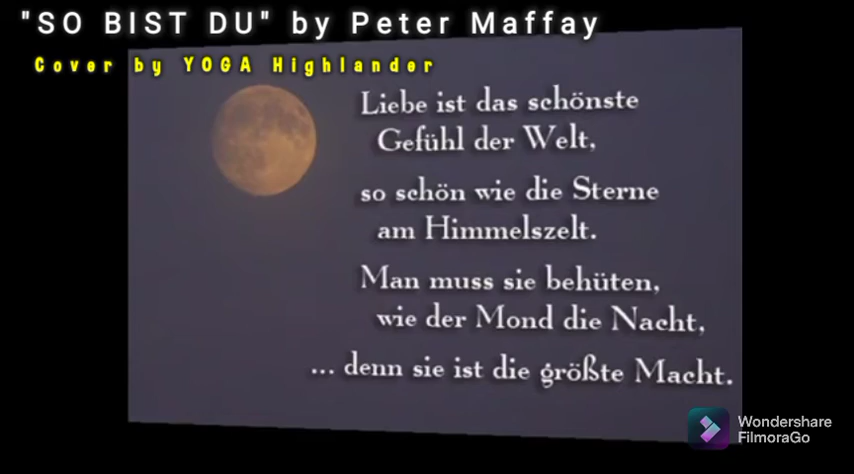 "SO BIST DU" by Peter Maffay
Cover by YOGA Highlander
Liebe ist das schönste
Gefühl der Welt,
so schön wie die Sterne
am Himmelszelt.
Man muss sie behüten,
wie der Mond die Nacht,
... denn sie ist die größte Macht.
Wondershare
FilmoraGo